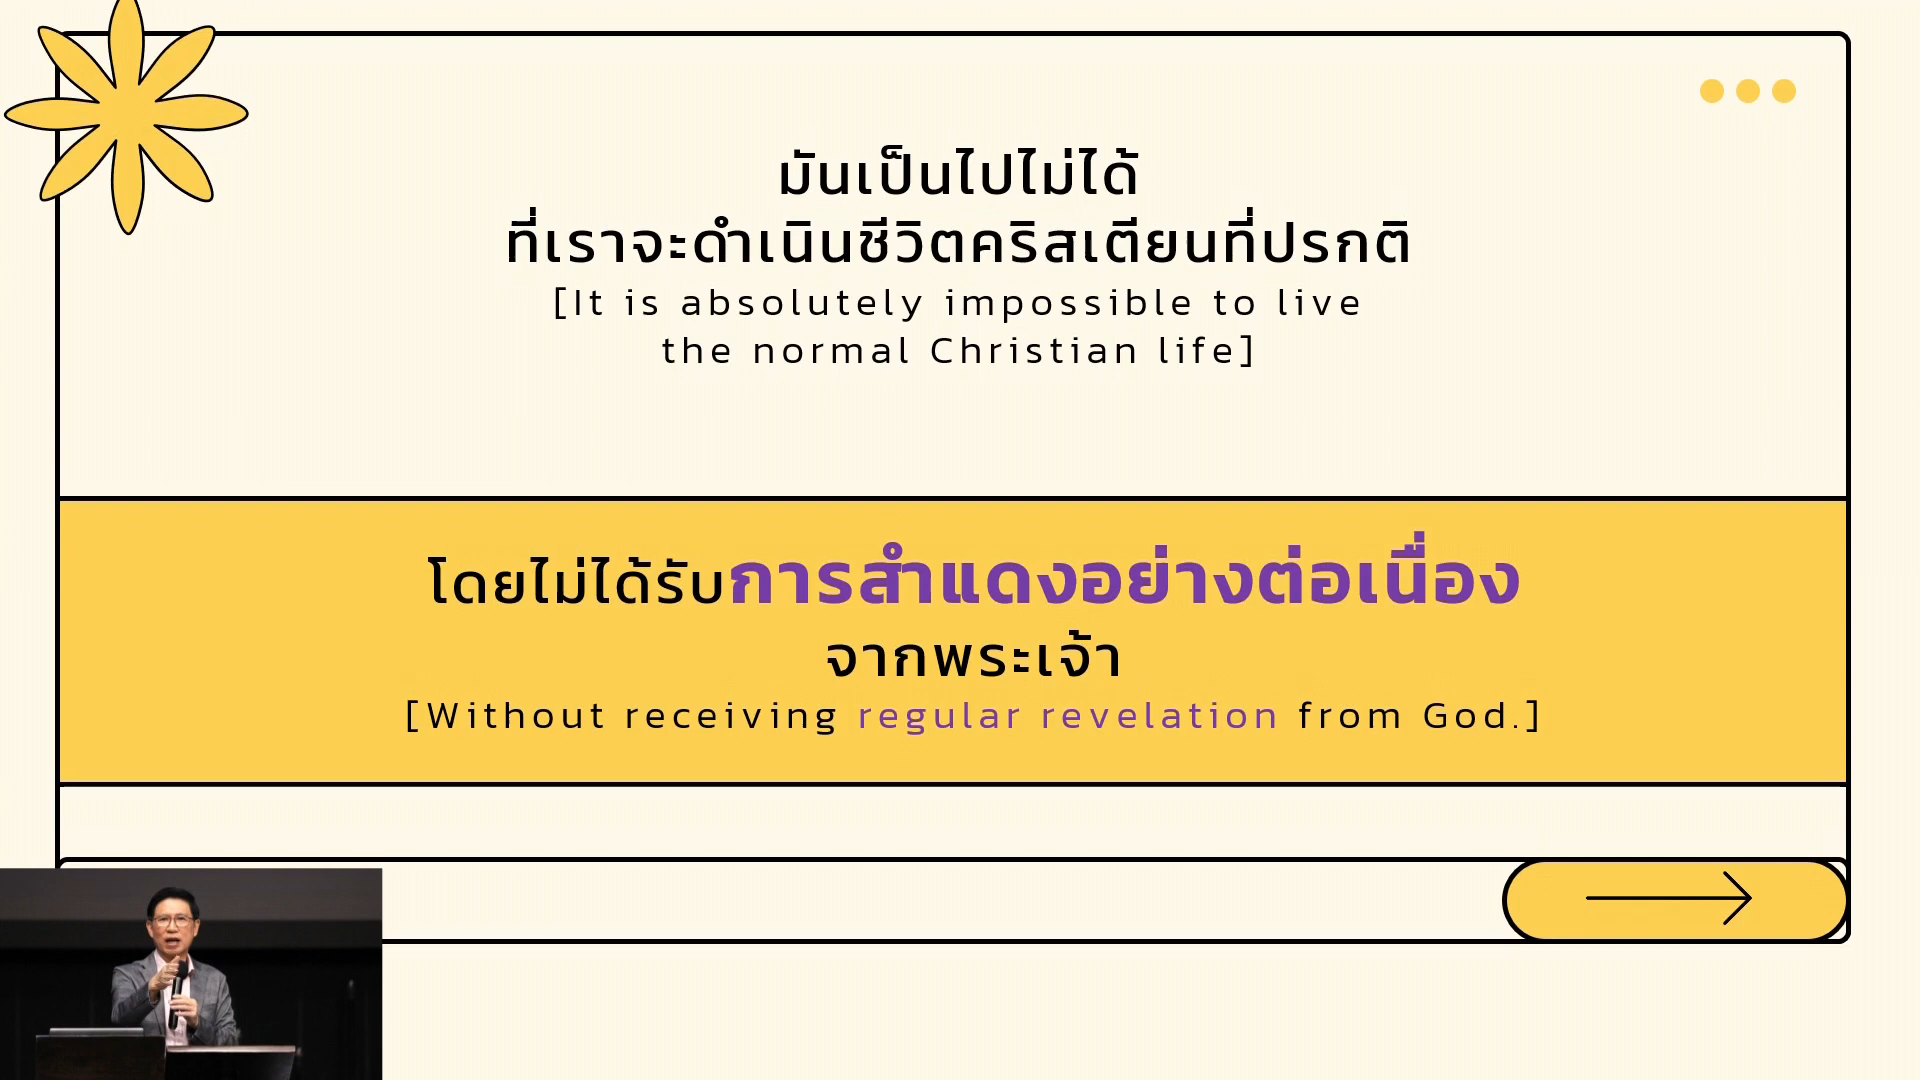 มันเป็นไปไม่ได้
ที่เราจะดำเนินชีวิตคริสเตียนที่ปรกติ
[It is absolutely impossible to live
the normal Christian life]
โดยไม่ได้รับการสำแดงอย่างต่อเนื่อง
จากพระเจ้า
[Without receiving regular revelation from God.]